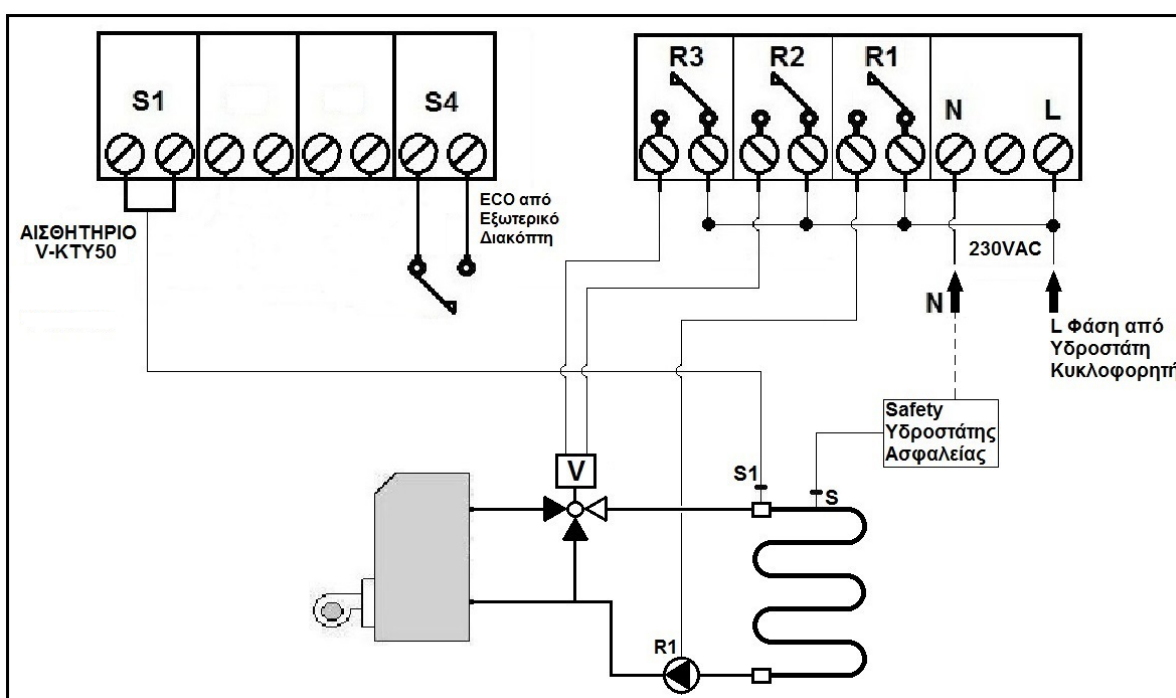 S1
S4
R3
R2
R1
N
L
ΑΙΣΘΗΤΗΡΙΟ
V-KTY50
ECO από
Εξωτερικό
Διακόπτη
230VAC
N
L Φάση από
Υδροστάτη
Κυκλοφορητή
Safety
Υδροστάτης
Ασφαλείας
V
S1
S
R1